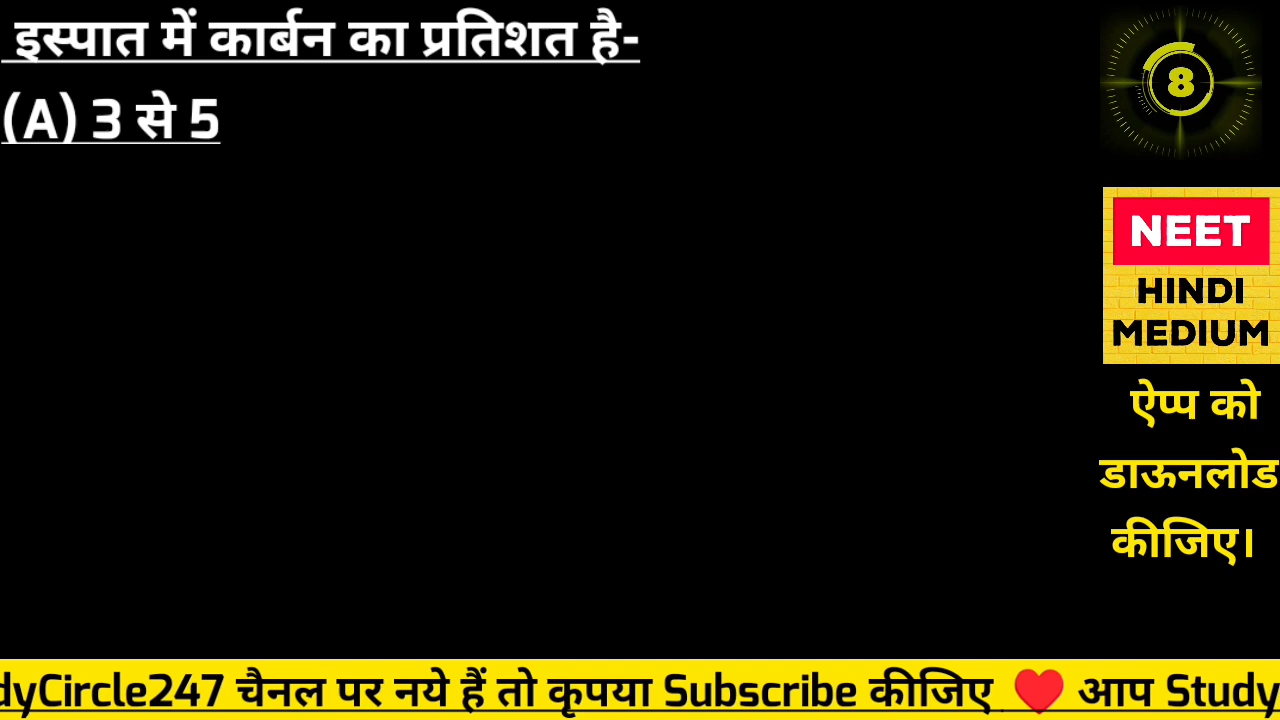 इस्पात में कार्बन का प्रतिशत है-
(A) 3 से 5
8
NEET
HINDI
MEDIUM
ऐप्प को
डाऊनलोड
कीजिए।
dyCircle247 चैनल पर नये हैं तो कृपया Subscribe कीजिए ❤️ आप Study